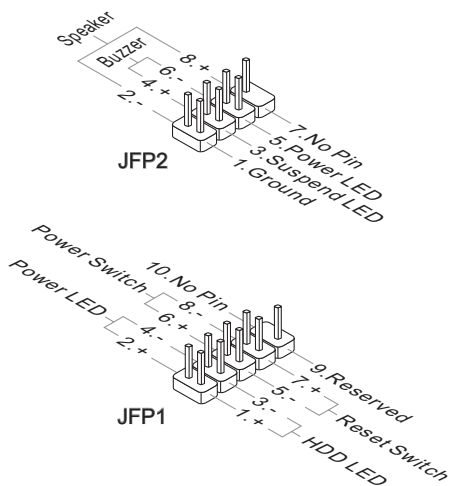 Speaker
Buzzer
8.+
6.-
4.+
2.-
7.No Pin
5.Power LED
3.Suspend LED
1.Ground
JFP2
Power Switch
Power LED
10.No Pin
8.-
6.+
4.-
2.+
9.Reserved
7.+
5.-
3.-
1.+
Reset Switch
HDD LED
JFP1